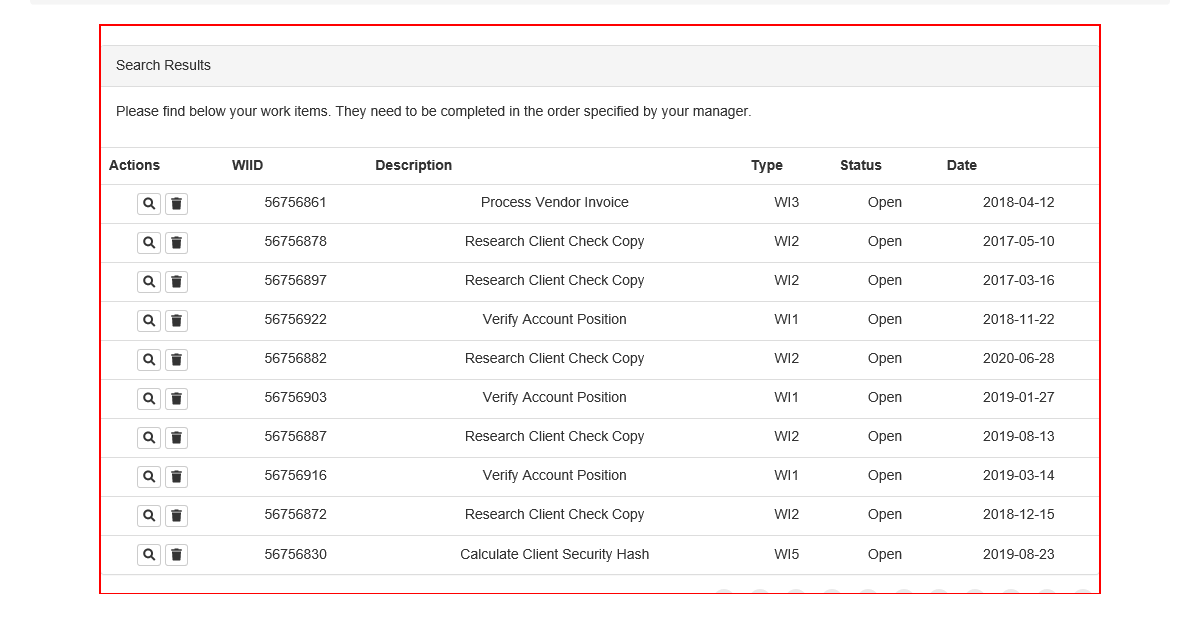 Search Results
Please find below your work items. They need to be completed in the order specified by your manager.
Actions WIID Description Type Status Date
56756861 Process Vendor Invoice WI3 Open 2018-04-12
56756878 Research Client Check Copy WI2 Open 2017-05-10
56756897 Research Client Check Copy WI2 Open 2017-03-16
56756922 Verify Account Position WI1 Open 2018-11-22
56756882 Research Client Check Copy WI2 Open 2020-06-28
56756903 Verify Account Position WI1 Open 2019-01-27
56756887 Research Client Check Copy WI2 Open 2019-08-13
56756916 Verify Account Position WI1 Open 2019-03-14
56756872 Research Client Check Copy WI2 Open 2018-12-15
56756830 Calculate Client Security Hash WI5 Open 2019-08-23